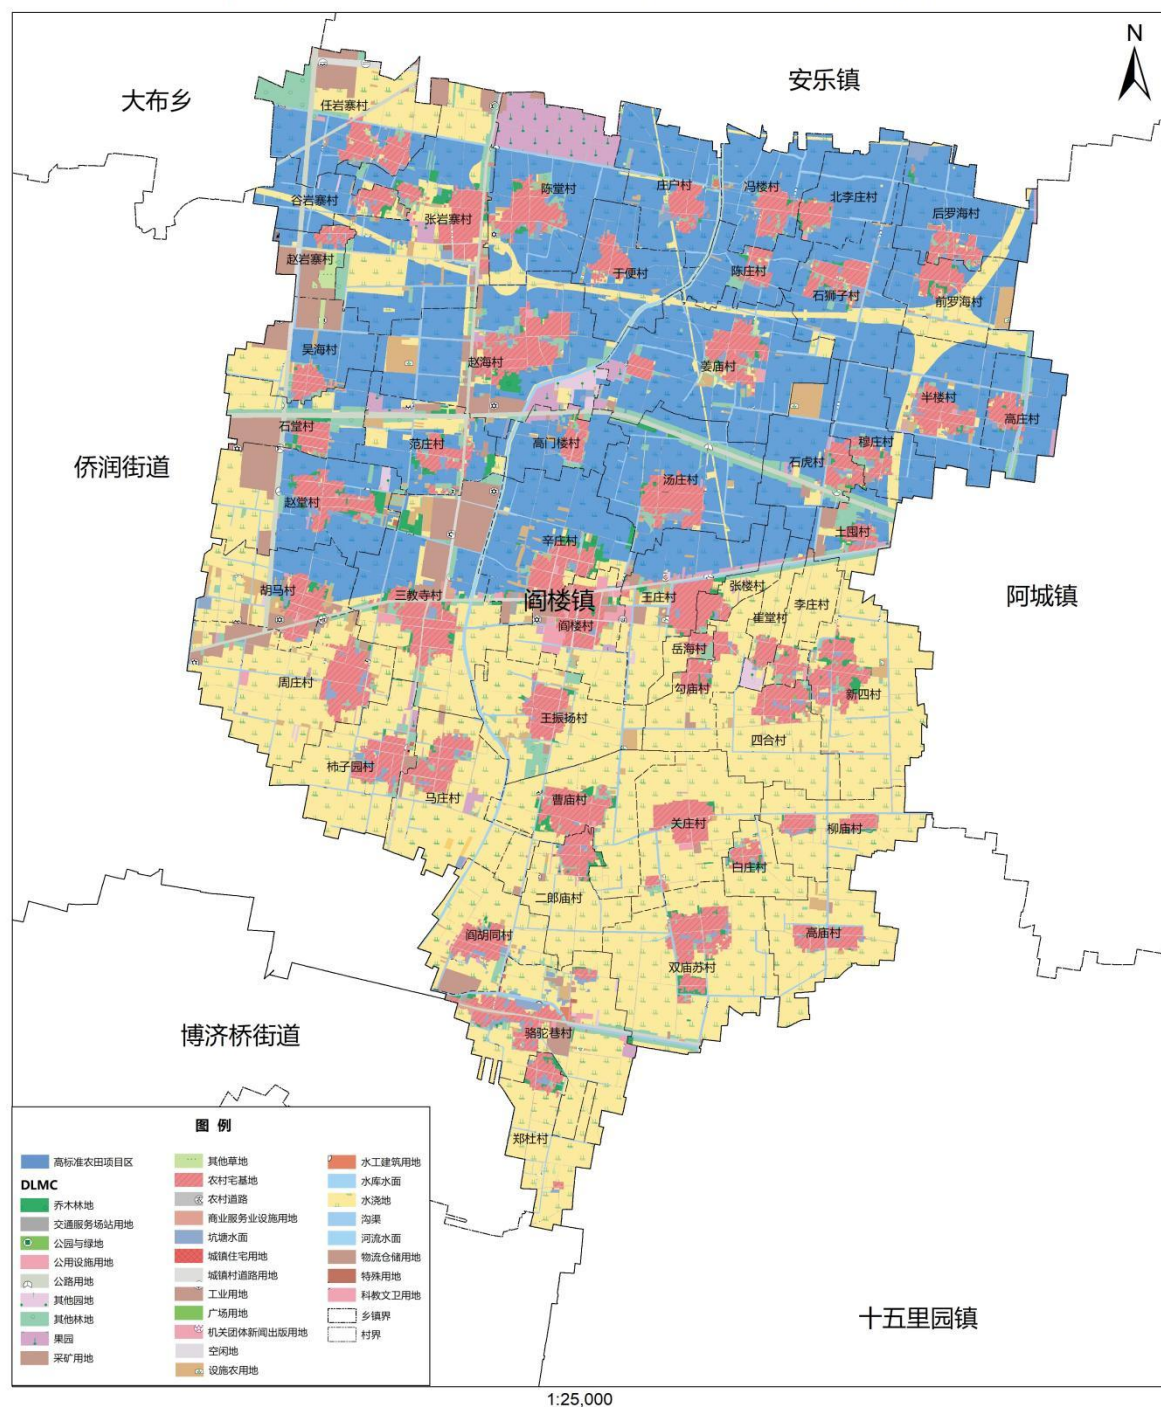 N
安乐镇
大布乡
任岩寨村
陈堂村
庄户村
冯楼村
北李庄村
谷岩寨村
张岩寨村
后罗海村
赵岩寨村
于便村
陈庄村
石狮子村
前罗海村
吴海村
赵海村
姜庙村
半楼村
高庄村
石堂村
范庄村
高门楼村
穆庄村
侨润街道
石虎村
赵堂村
汤庄村
土囤村
辛庄村
胡马村
三教寺村
阎楼镇
王庄村
张楼村
李庄村
阿城镇
阎楼村
崔堂村
岳海村
周庄村
勾庙村
新四村
王振扬村
四合村
柿子园村
马庄村
曹庙村
关庄村
柳庙村
白庄村
二郎庙村
阎胡同村
高庙村
双庙苏村
博济桥街道
骆驼巷村
郑杜村
十五里园镇
图 例
高标准农田项目区
DLMC
乔木林地
交通服务场站用地
公园与绿地
公用设施用地
公路用地
其他园地
其他林地
果园
采矿用地
其他草地
农村宅基地
农村道路
商业服务业设施用地
坑塘水面
城镇住宅用地
城镇村道路用地
工业用地
广场用地
机关团体新闻出版用地
空闲地
设施农用地
水工建筑用地
水库水面
水浇地
沟渠
河流水面
物流仓储用地
特殊用地
科教文卫用地
乡镇界
村界
1:25,000